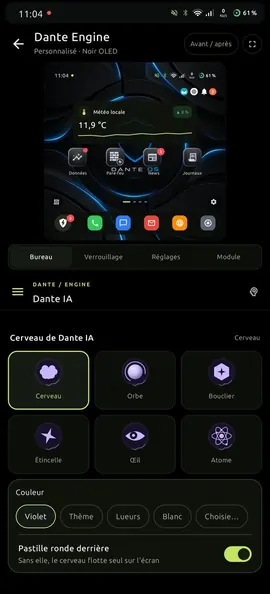 11:04
61 %
Dante Engine
Personnalisé · Noir OLED
Avant / après
11:04
61 %
Météo locale
11,9 °C
Données
News
Journaux
DANTE OS
Bureau
Verrouillage
Réglages
Module
DANTE / ENGINE
Dante IA
Cerveau de Dante IA
Cerveau
Cerveau
Orbe
Bouclier
Étincelle
Œil
Atome
Couleur
Violet
Thème
Lueurs
Blanc
Choisie...
Pastille ronde derrière
Sans elle, le cerveau flotte seul sur l'écran